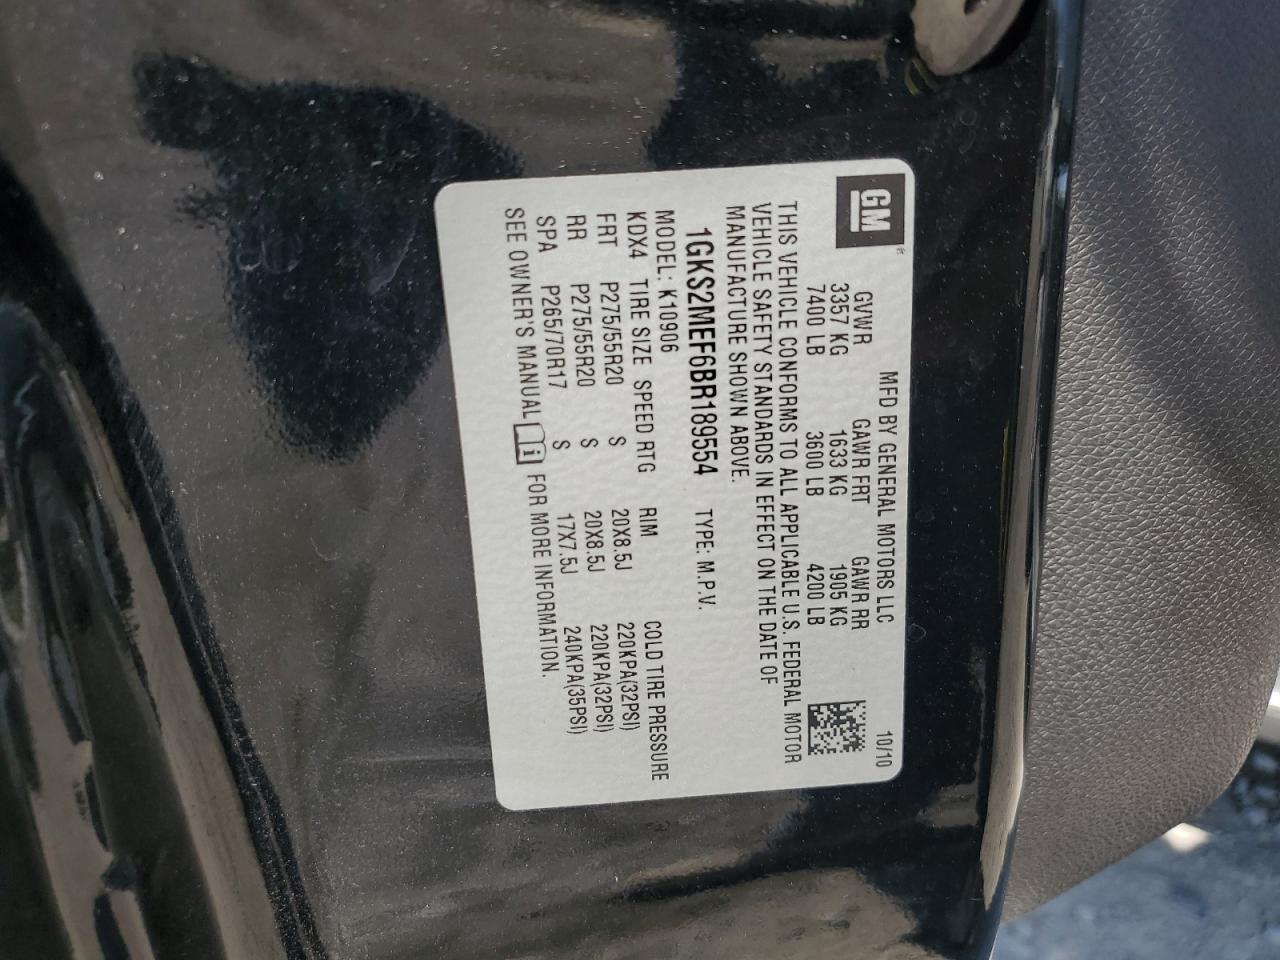 GM
MFD BY GENERAL MOTORS LLC 10/10
GVWR GAWR FRT GAWR RR
3357 KG 1633 KG 1905 KG
7400 LB 3600 LB 4200 LB
THIS VEHICLE CONFORMS TO ALL APPLICABLE U.S. FEDERAL MOTOR
VEHICLE SAFETY STANDARDS IN EFFECT ON THE DATE OF
MANUFACTURE SHOWN ABOVE.
1GKS2MEF6BR189554 TYPE: M.P.V.
MODEL: K10906
KDX4 TIRE SIZE SPEED RTG RIM COLD TIRE PRESSURE
FRT P275/55R20 S 20X8.5J 220KPA(32PSI)
RR P275/55R20 S 20X8.5J 220KPA(32PSI)
SPA P265/70R17 S 17X7.5J 240KPA(35PSI)
SEE OWNER'S MANUAL i FOR MORE INFORMATION.